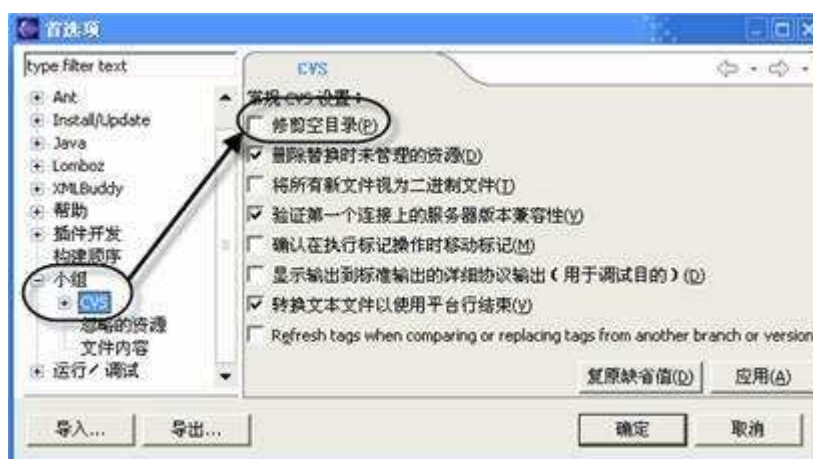 首选项
type filter text
Ant
Install/Update
Java
Lomboz
XMLBuddy
帮助
插件开发
构建顺序
小组
CVS
忽略的资源
文件内容
运行/调试
CVS
常规 CVS 设置：
修剪空目录(P)
删除替换时未管理的资源(D)
将所有新文件视为二进制文件(T)
验证第一个连接上的服务器版本兼容性(V)
确认在执行标记操作时移动标记(M)
显示输出到标准输出的详细协议输出（用于调试目的）(D)
转换文本文件以使用平台行结束(V)
Refresh tags when comparing or replacing tags from another branch or version
复原缺省值(D)
应用(A)
导入...
导出...
确定
取消